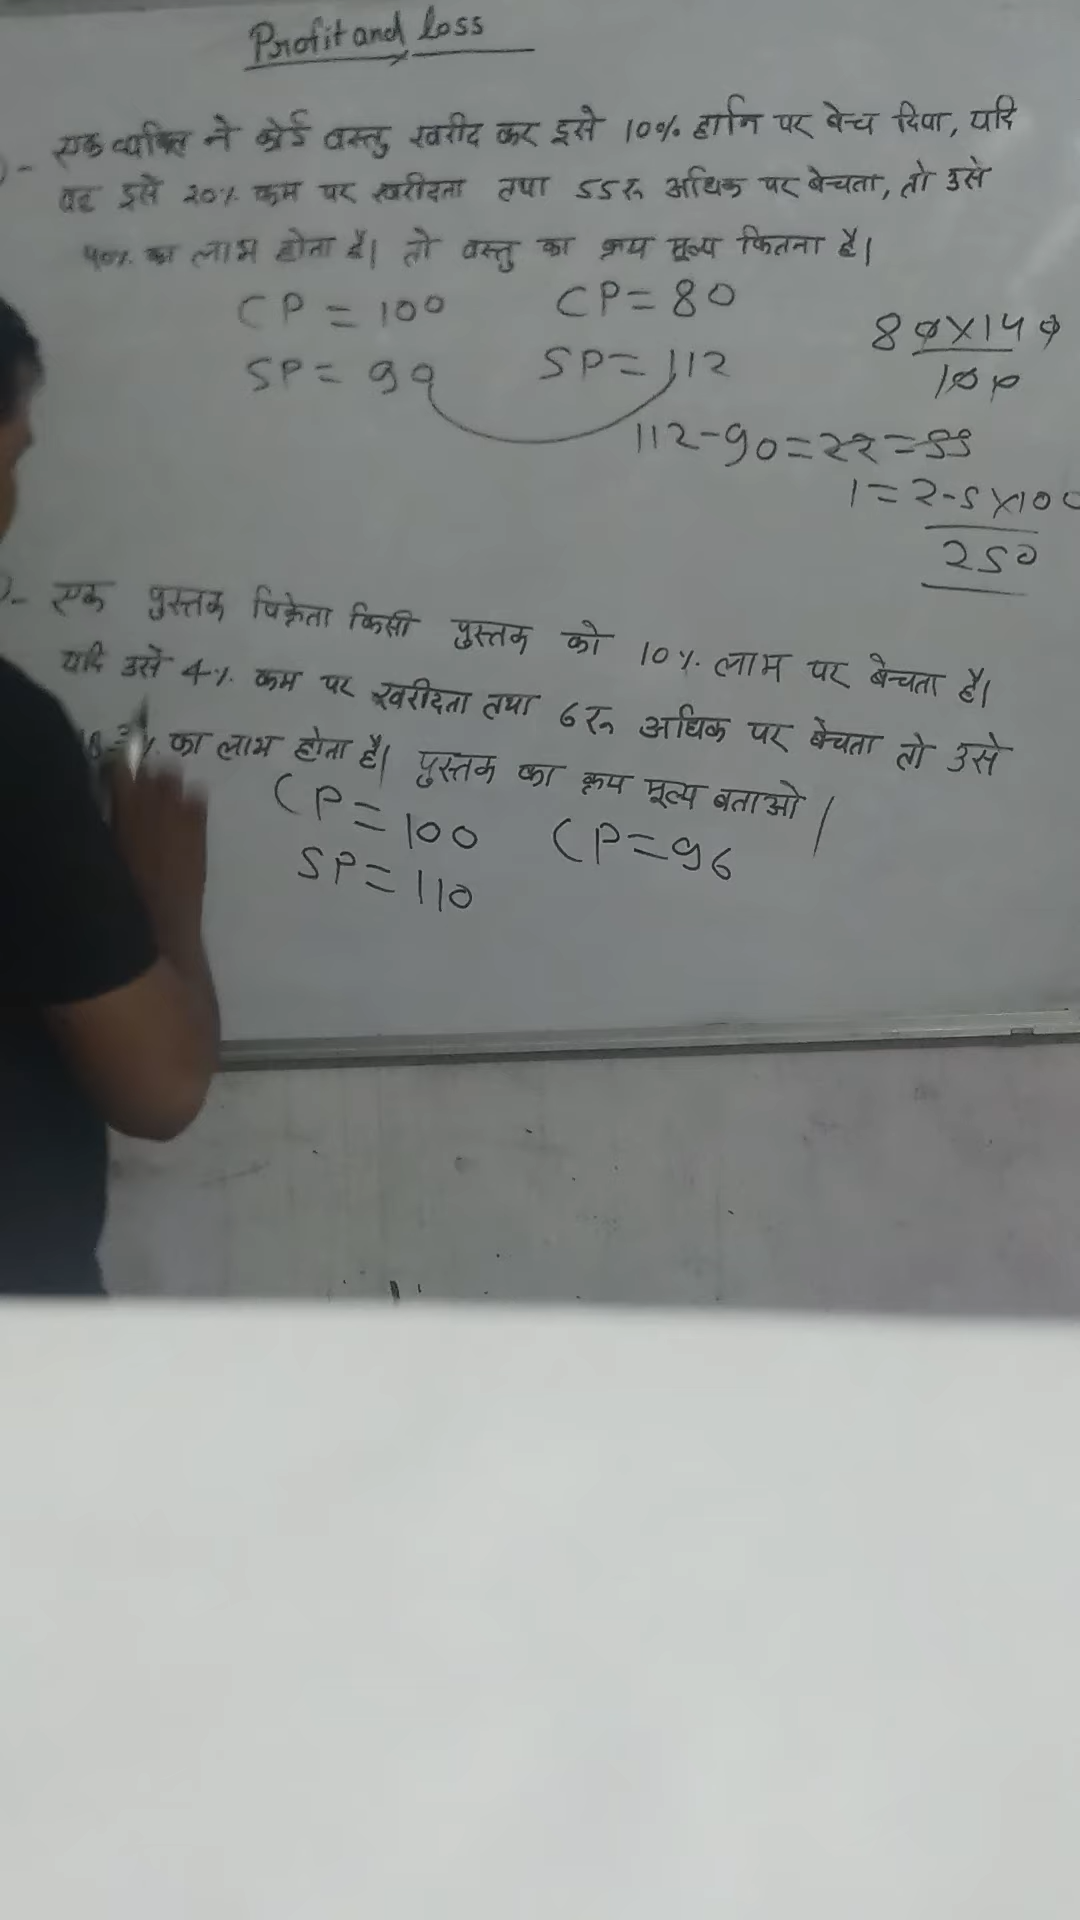 Profit and loss
एक व्यक्ति ने कोई वस्तु खरीद कर इसे 10% हानि पर बेच दिया, यदि
वह इसे 20% कम पर खरीदता तथा 55रु अधिक पर बेचता, तो उसे
40% का लाभ होता है। तो वस्तु का क्रय मूल्य कितना है।
CP = 100 CP = 80
SP = 90 SP = 112
80×140
100
112-90=22=55
1=2-5×100
250
एक पुस्तक विक्रेता किसी पुस्तक को 10% लाभ पर बेचता है।
यदि उसे 4% कम पर खरीदता तथा 6रु अधिक पर बेचता तो उसे
% का लाभ होता है। पुस्तक का क्रय मूल्य बताओ।
CP = 100 CP = 96
SP = 110